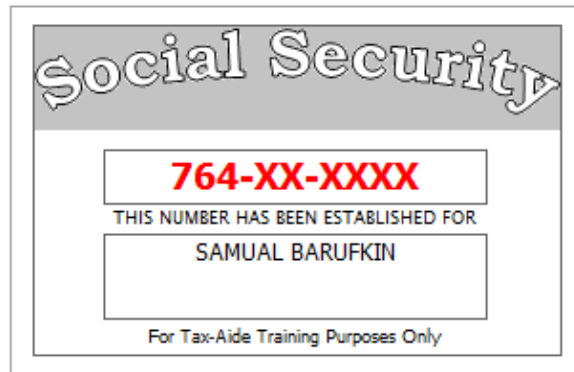 Social Security
764-XX-XXXX
THIS NUMBER HAS BEEN ESTABLISHED FOR
SAMUAL BARUFKIN
For Tax-Aide Training Purposes Only